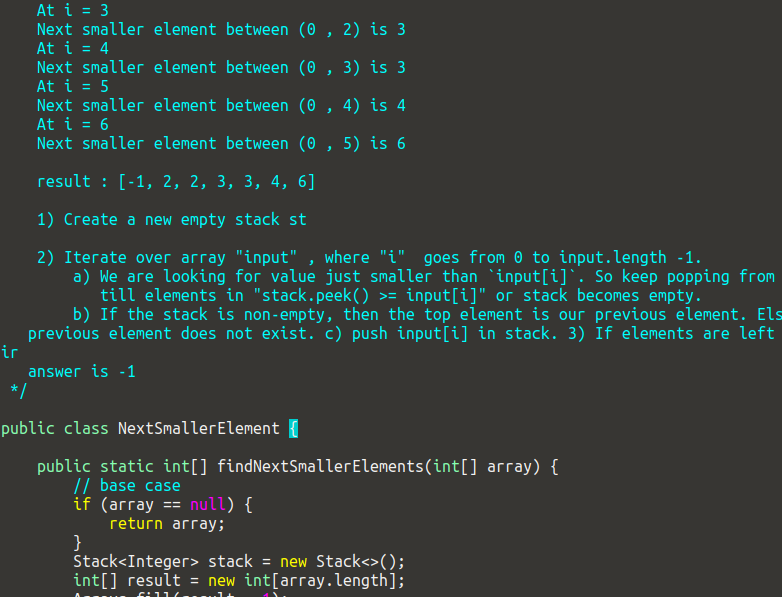 At i = 3
Next smaller element between (0 , 2) is 3
At i = 4
Next smaller element between (0 , 3) is 3
At i = 5
Next smaller element between (0 , 4) is 4
At i = 6
Next smaller element between (0 , 5) is 6
result : [-1, 2, 2, 3, 3, 4, 6]
1) Create a new empty stack st
2) Iterate over array "input" , where "i"  goes from 0 to input.length -1.
a) We are looking for value just smaller than `input[i]`. So keep popping from
till elements in "stack.peek() >= input[i]" or stack becomes empty.
b) If the stack is non-empty, then the top element is our previous element. Els
previous element does not exist. c) push input[i] in stack. 3) If elements are left
ir
answer is -1
*/
public class NextSmallerElement {
public static int[] findNextSmallerElements(int[] array) {
// base case
if (array == null) {
return array;
}
Stack<Integer> stack = new Stack<>();
int[] result = new int[array.length];